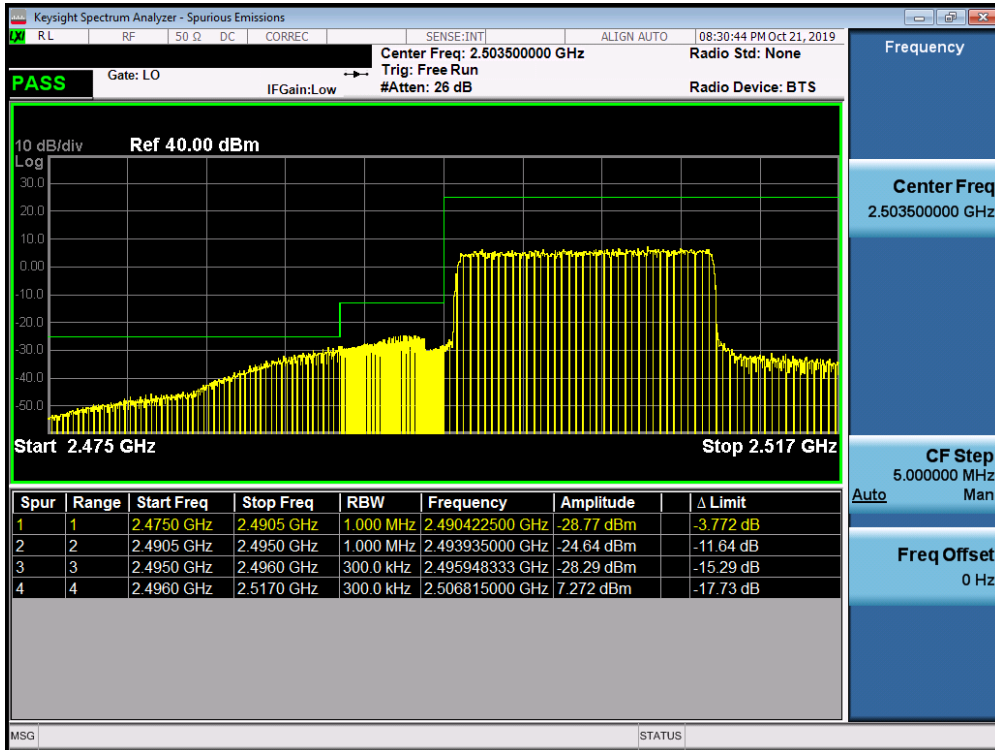 Keysight Spectrum Analyzer - Spurious Emissions
LXI RL RF 50 Ω DC CORREC SENSE:INT ALIGN AUTO 08:30:44 PM Oct 21, 2019
Center Freq: 2.503500000 GHz Radio Std: None
Gate: LO Trig: Free Run
PASS IFGain:Low #Atten: 26 dB Radio Device: BTS
10 dB/div Ref 40.00 dBm
Log
30.0
20.0
10.0
0.00
-10.0
-20.0
-30.0
-40.0
-50.0
Start 2.475 GHz Stop 2.517 GHz
Spur Range Start Freq Stop Freq RBW Frequency Amplitude Δ Limit
1 1 2.4750 GHz 2.4905 GHz 1.000 MHz 2.490422500 GHz -28.77 dBm -3.772 dB
2 2 2.4905 GHz 2.4950 GHz 1.000 MHz 2.493935000 GHz -24.64 dBm -11.64 dB
3 3 2.4950 GHz 2.4960 GHz 300.0 kHz 2.495948333 GHz -28.29 dBm -15.29 dB
4 4 2.4960 GHz 2.5170 GHz 300.0 kHz 2.506815000 GHz 7.272 dBm -17.73 dB
MSG STATUS
Frequency
Center Freq
2.503500000 GHz
CF Step
5.000000 MHz
Auto Man
Freq Offset
0 Hz